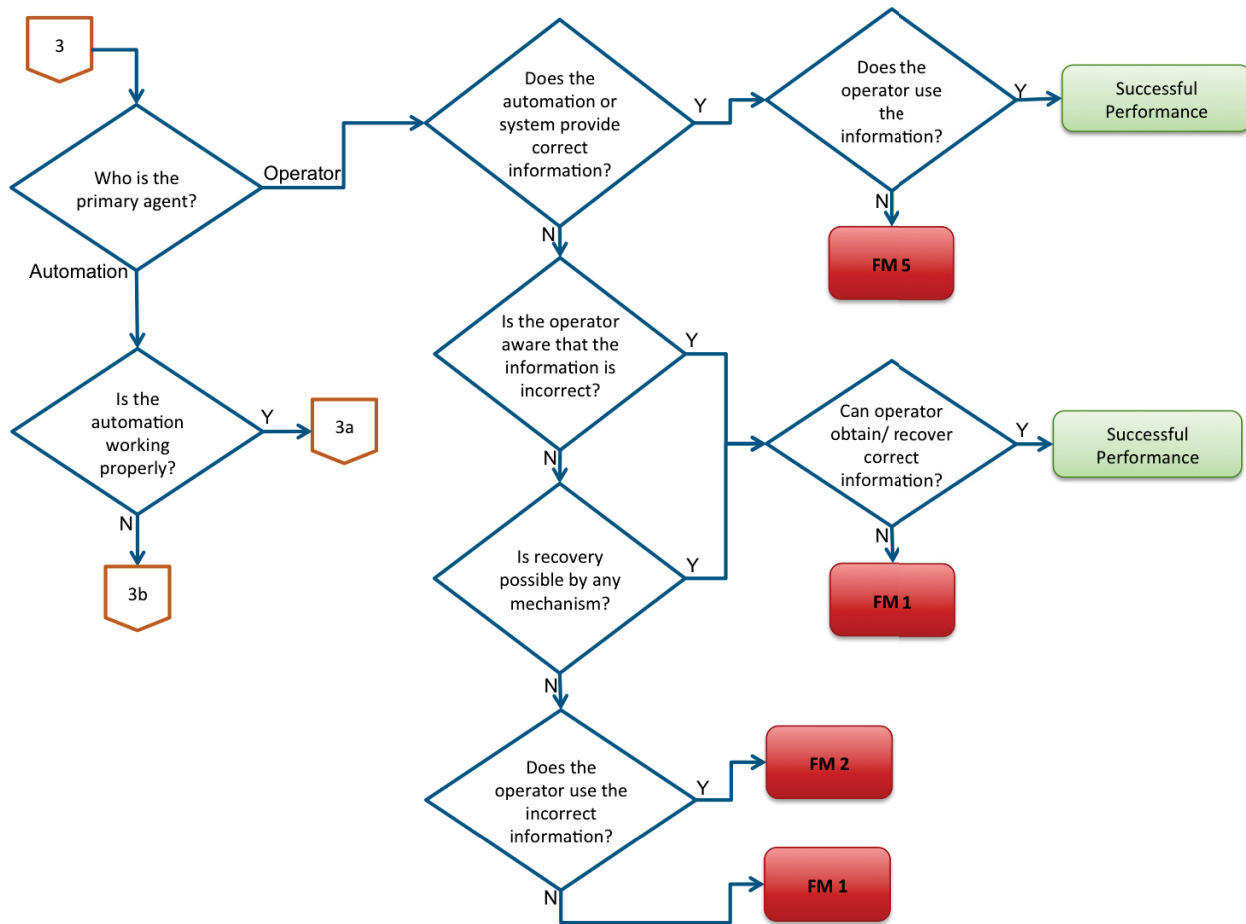 3
Who is the
primary agent?
Operator
Automation
Is the
automation
working
properly?
Y
3a
N
3b
Does the
automation or
system provide
correct
information?
Y
N
Does the
operator use
the
information?
Y
Successful
Performance
N
FM 5
Is the operator
aware that the
information is
incorrect?
Y
N
Can operator
obtain/ recover
correct
information?
Y
Successful
Performance
N
FM 1
Is recovery
possible by any
mechanism?
Y
N
Does the
operator use the
incorrect
information?
Y
FM 2
N
FM 1